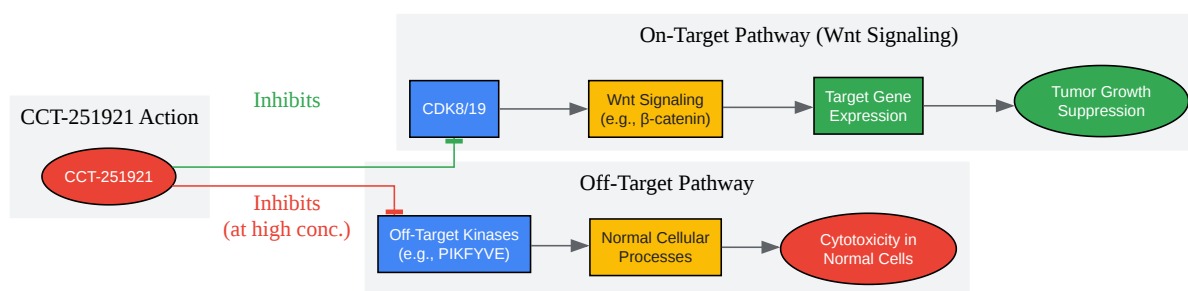 On-Target Pathway (Wnt Signaling)
CDK8/19
Wnt Signaling
(e.g., β-catenin)
Target Gene
Expression
Tumor Growth
Suppression
Inhibits
CCT-251921 Action
CCT-251921
Inhibits
(at high conc.)
Off-Target Pathway
Off-Target Kinases
(e.g., PIKFYVE)
Normal Cellular
Processes
Cytotoxicity in
Normal Cells